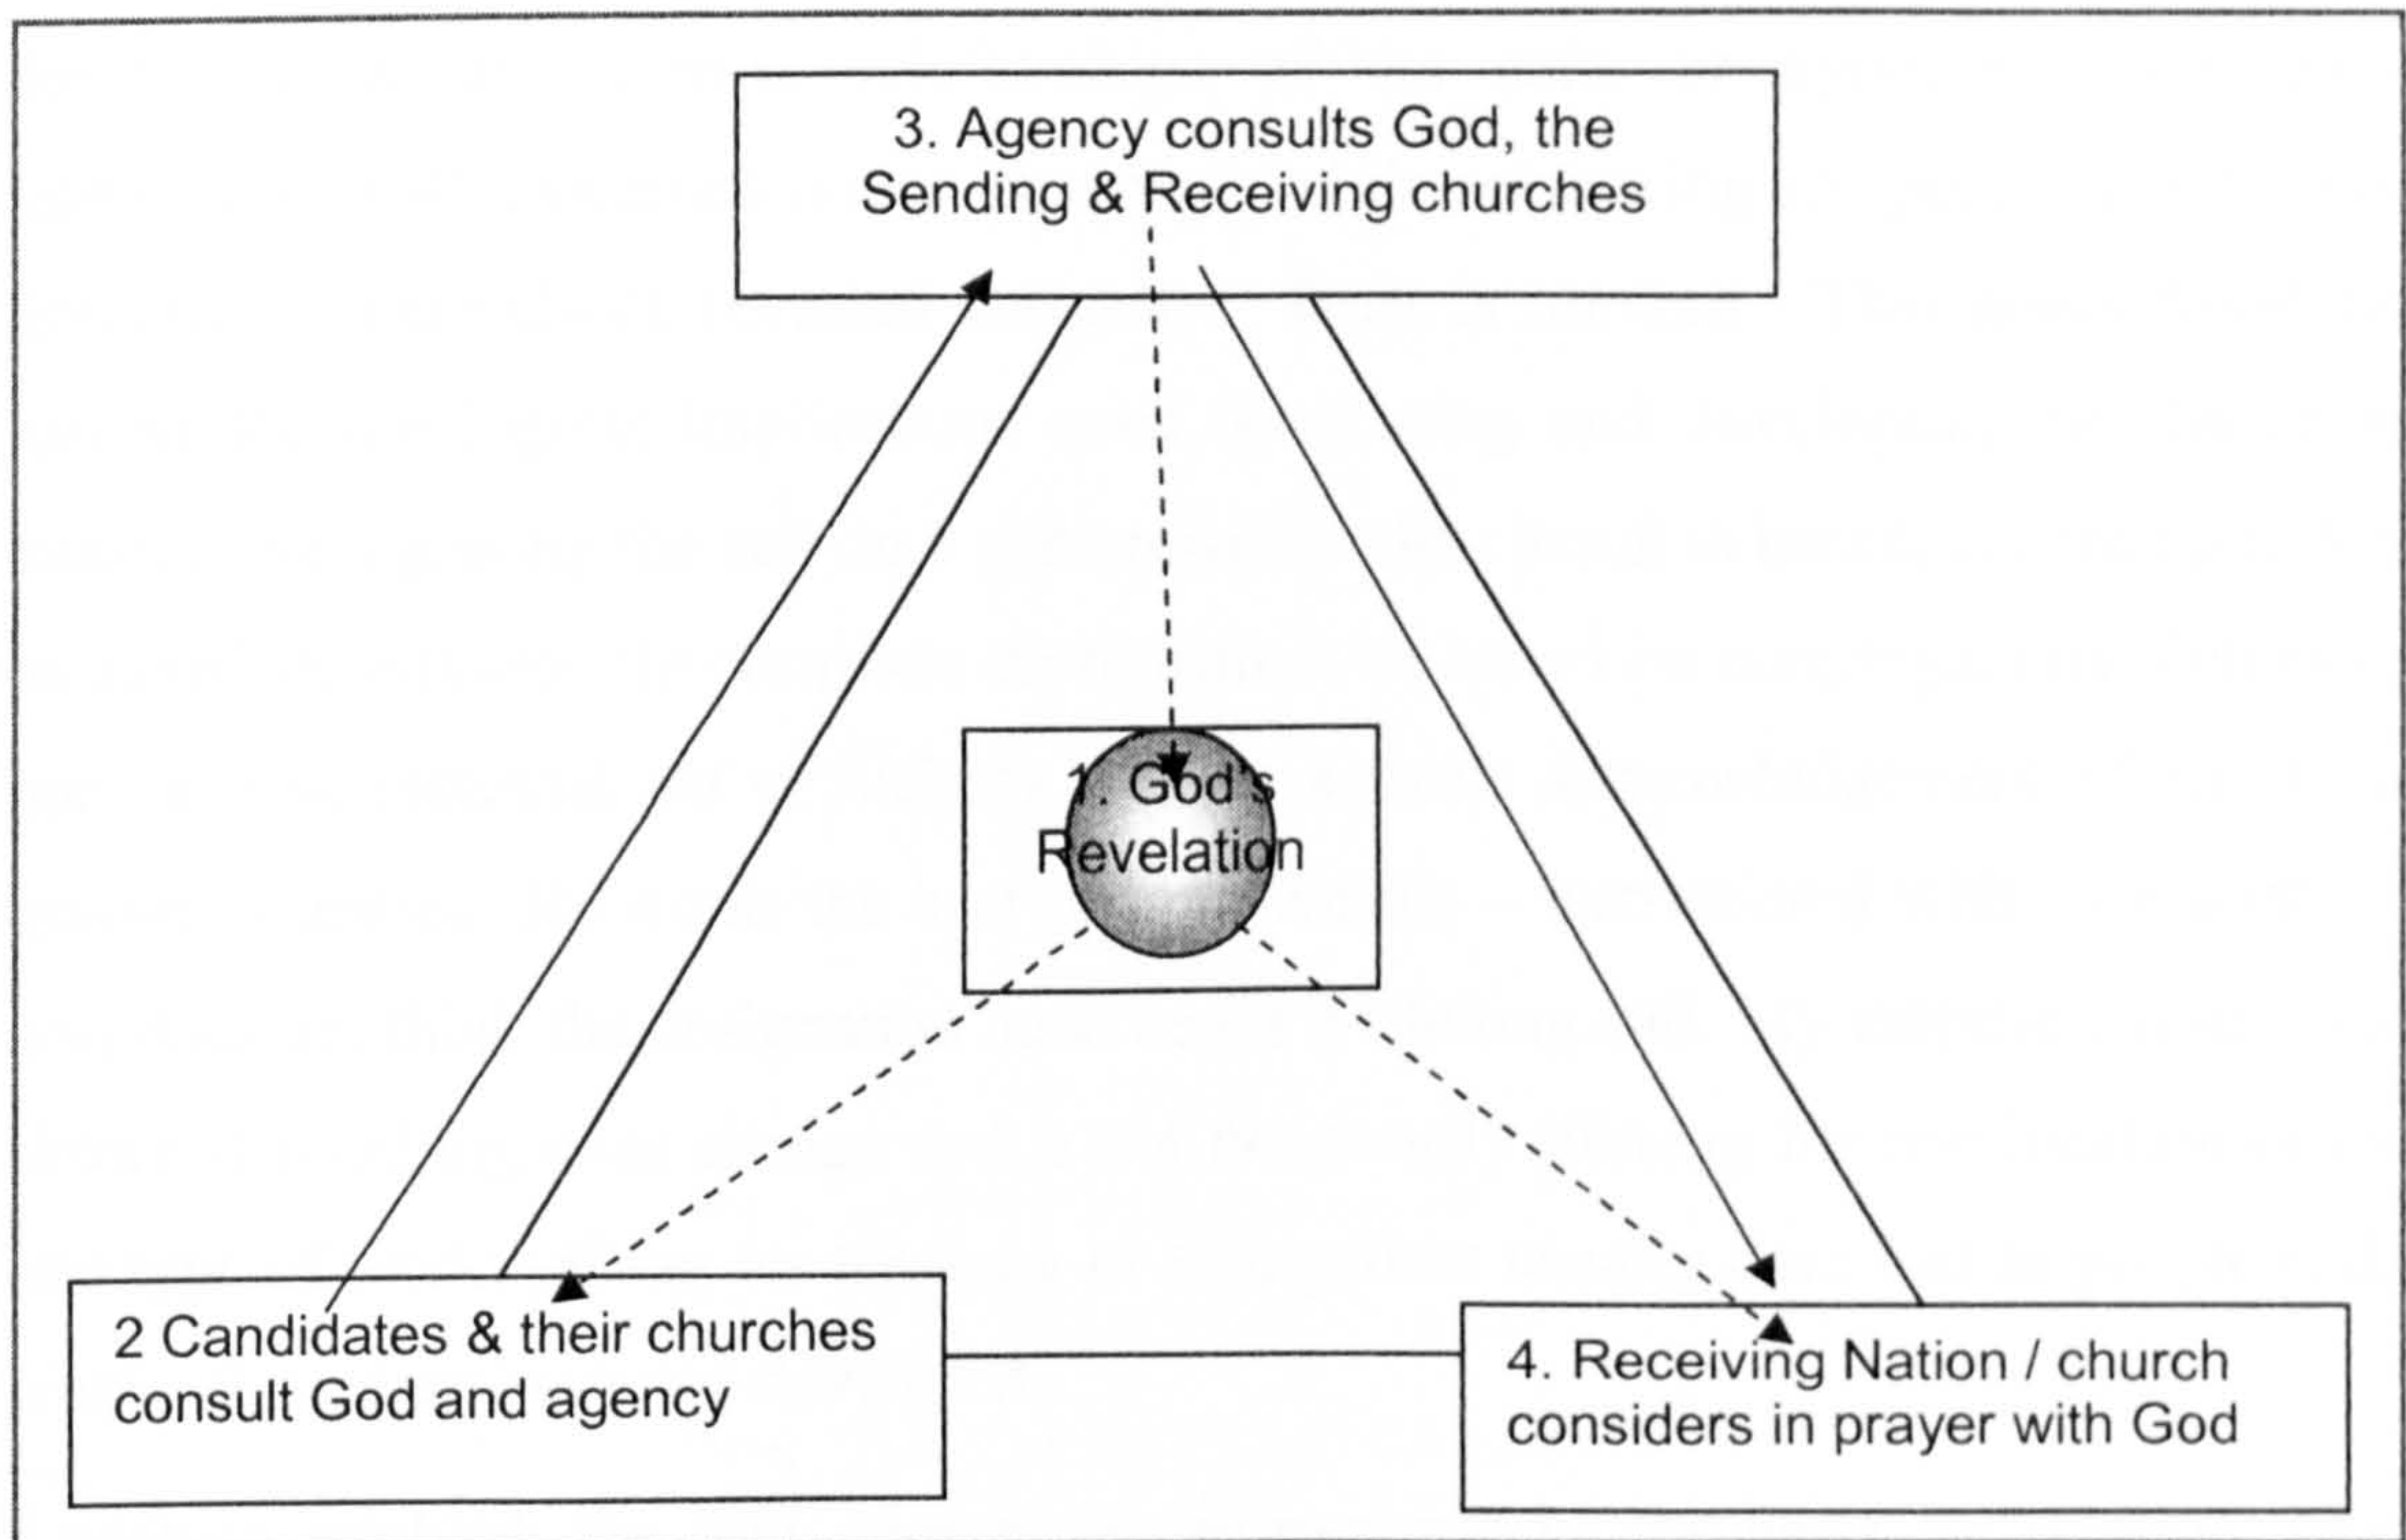 3. Agency consults God, the
Sending & Receiving churches
1. God's
Revelation
2 Candidates & their churches
consult God and agency
4. Receiving Nation / church
considers in prayer with God